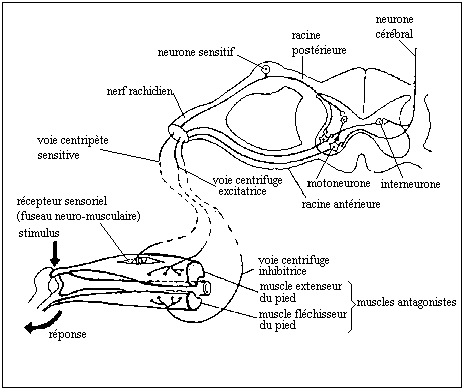 neurone
cérébral
racine
postérieure
neurone sensitif
nerf rachidien
voie centripète
sensitive
voie centrifuge
excitatrice
motoneurone
interneurone
racine antérieure
récepteur sensoriel
(fuseau neuro-musculaire)
stimulus
voie centrifuge
inhibitrice
muscle extenseur
du pied
muscles antagonistes
muscle fléchisseur
du pied
réponse